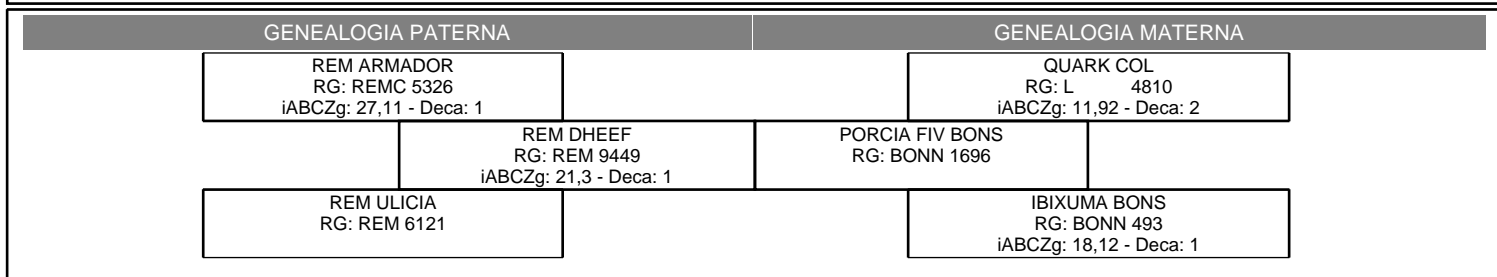 GENEALOGIA PATERNA
GENEALOGIA MATERNA
REM ARMADOR
RG: REMC 5326
iABCZg: 27,11 - Deca: 1
QUARK COL
RG: L 4810
iABCZg: 11,92 - Deca: 2
REM DHEEF
RG: REM 9449
iABCZg: 21,3 - Deca: 1
PORCIA FIV BONS
RG: BONN 1696
REM ULICIA
RG: REM 6121
IBIXUMA BONS
RG: BONN 493
iABCZg: 18,12 - Deca: 1